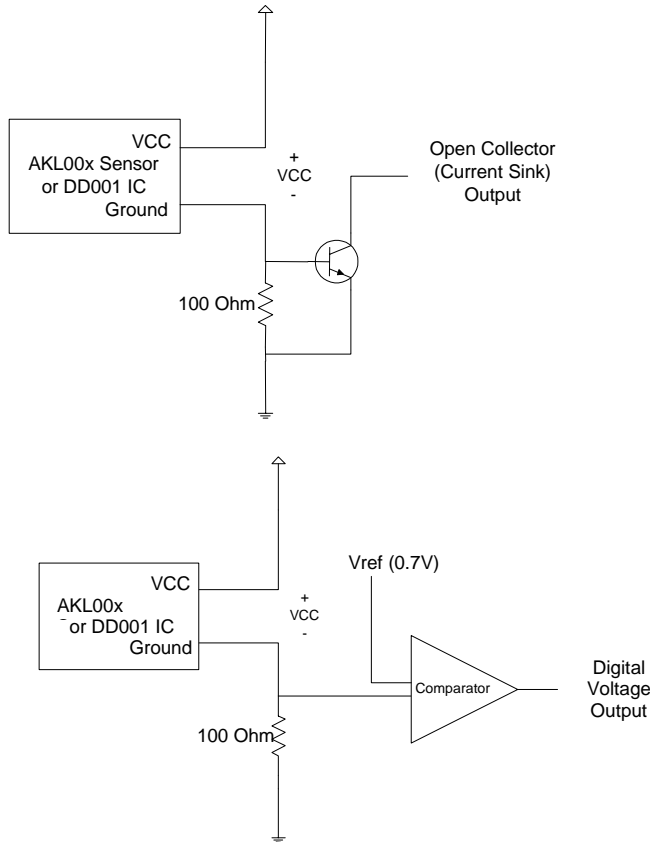 VCC
AKL00x Sensor
or DD001 IC
Ground
+
VCC
-
Open Collector
(Current Sink)
Output
100 Ohm
Vref (0.7V)
VCC
AKL00x
or DD001 IC
Ground
+
VCC
-
Comparator
Digital
Voltage
Output
100 Ohm